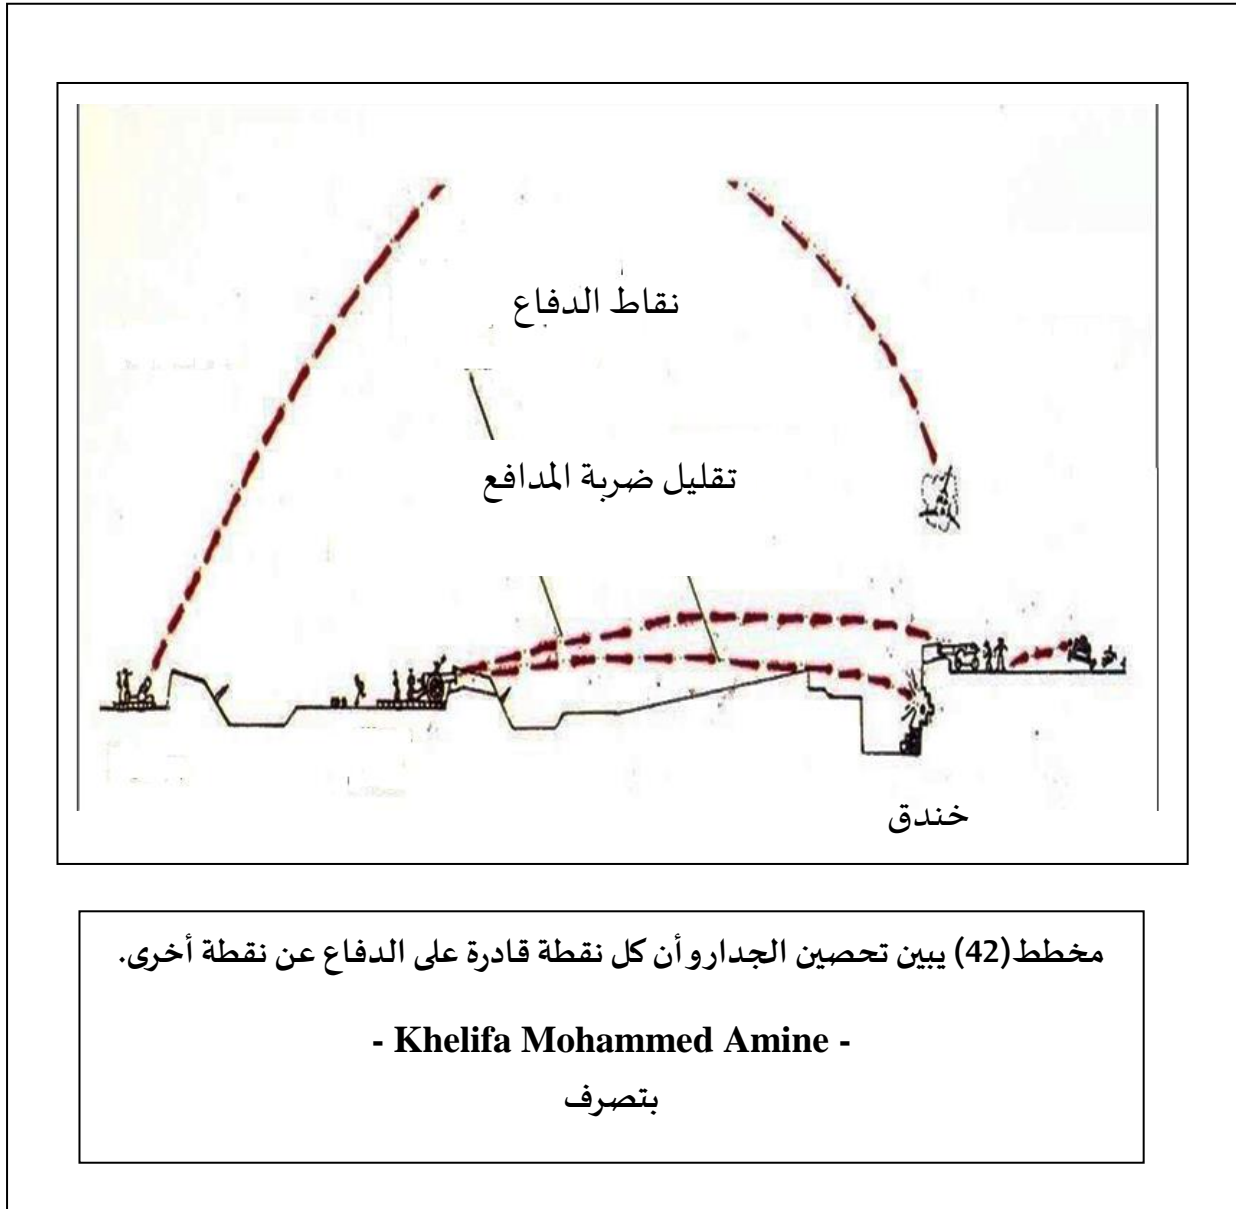 نقاط الدفاع
تقليل ضربة المدافع
خندق
مخطط(42) يبين تحصين الجدار وأن كل نقطة قادرة على الدفاع عن نقطة أخرى.
- Khelifa Mohammed Amine -
بتصرف